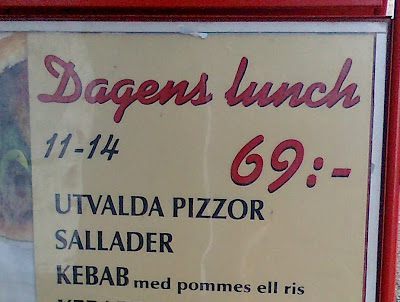 Dagens lunch
11-14
69:-
UTVALDA PIZZOR
SALLADER
KEBAB med pommes ell ris